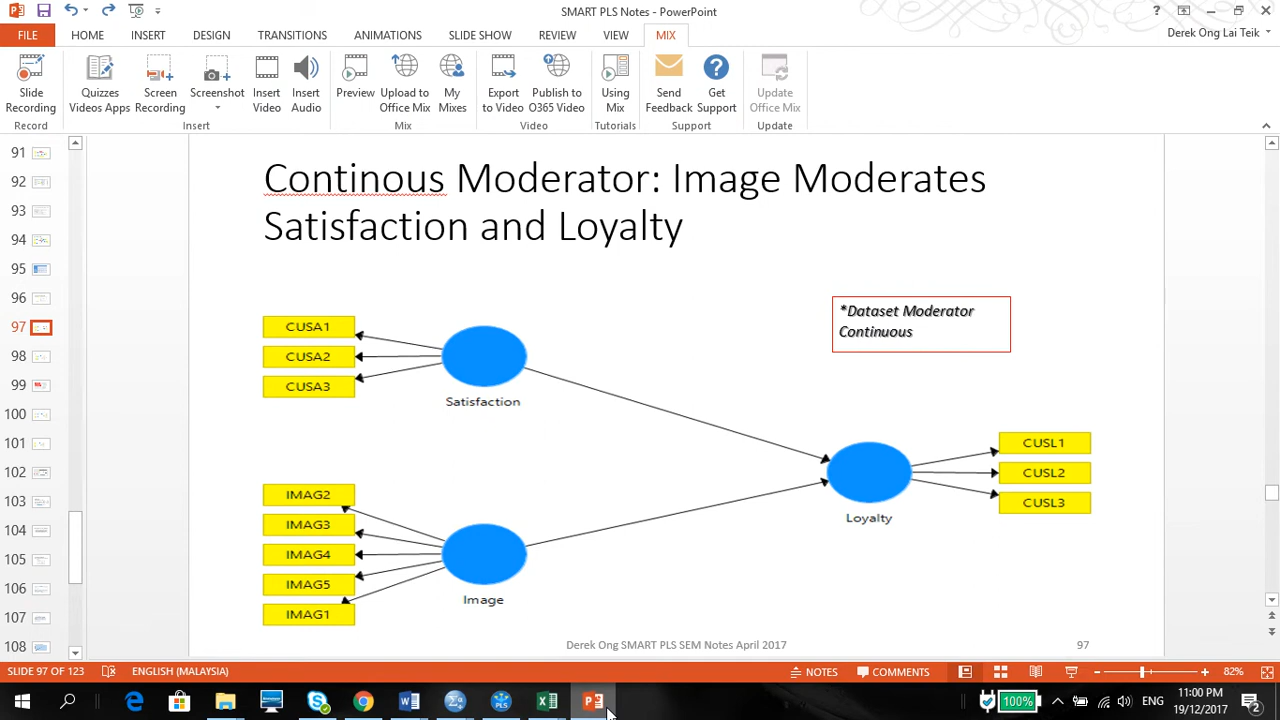 SMART PLS Notes - PowerPoint
FILE HOME INSERT DESIGN TRANSITIONS ANIMATIONS SLIDE SHOW REVIEW VIEW MIX Derek Ong Lai Teik
Slide Recording
Quizzes Videos Apps
Screen Recording
Screenshot
Insert Video
Insert Audio
Preview
Upload to Office Mix
My Mixes
Export to Video
Publish to O365 Video
Using Mix
Send Feedback
Get Support
Update Office Mix
Record Insert Mix Video Tutorials Support Update
91
92
93
94
95
96
97
98
99
100
101
102
103
104
105
106
107
108
Continous Moderator: Image Moderates
Satisfaction and Loyalty
*Dataset Moderator
Continuous
CUSA1
CUSA2
CUSA3
Satisfaction
IMAG2
IMAG3
IMAG4
IMAG5
IMAG1
Image
CUSL1
CUSL2
CUSL3
Loyalty
Derek Ong SMART PLS SEM Notes April 2017 97
SLIDE 97 OF 123 ENGLISH (MALAYSIA) NOTES COMMENTS 82%
100% ENG 11:00 PM
19/12/2017 2